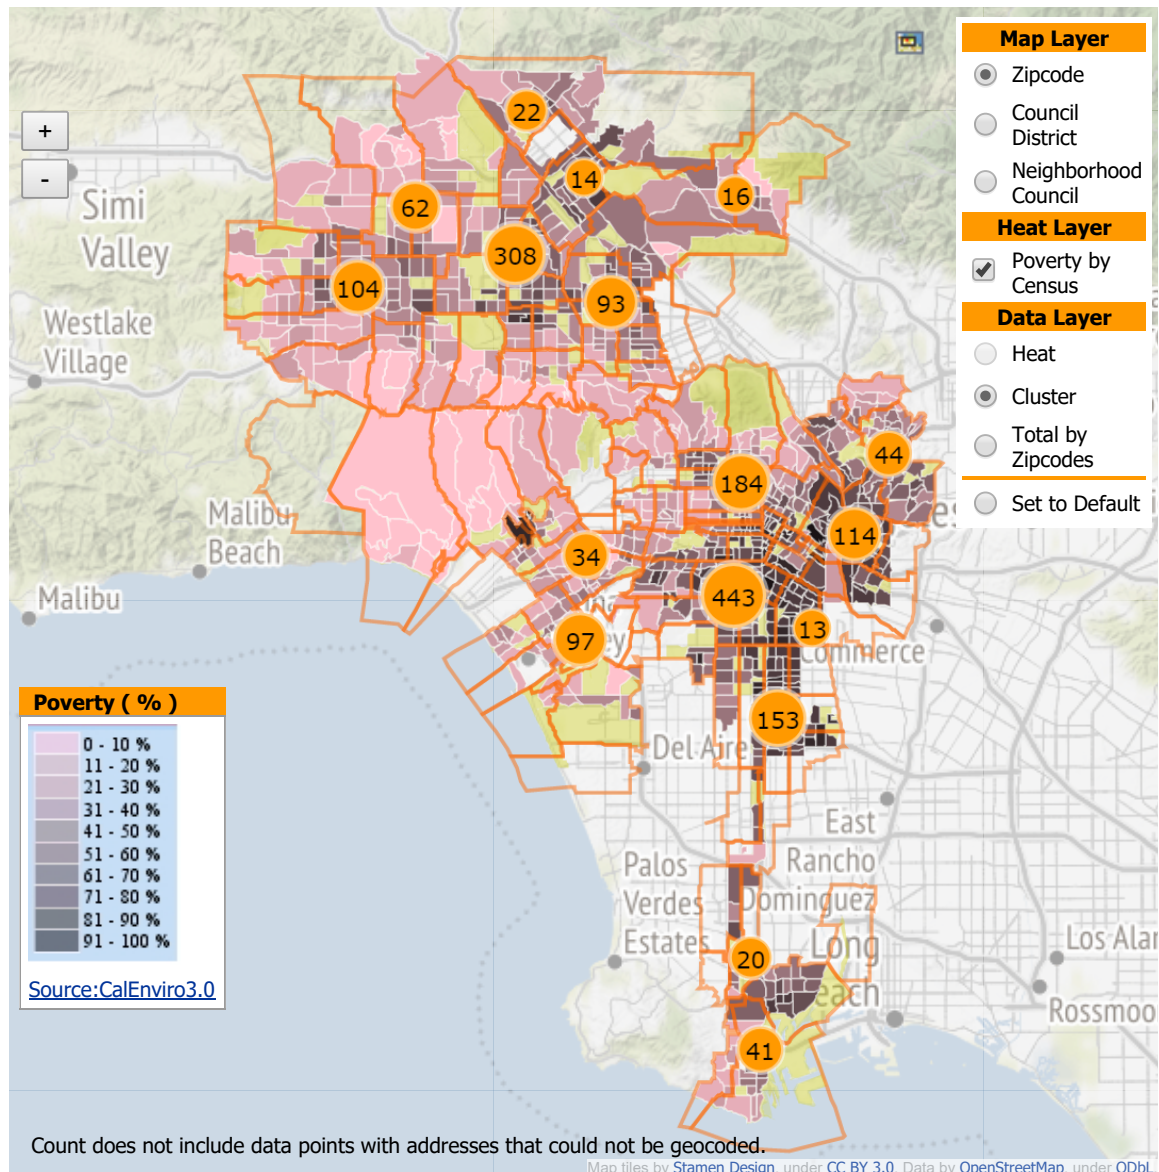 Map Layer
Zipcode
Council
District
Neighborhood
Council
Heat Layer
Poverty by
Census
Data Layer
Heat
Cluster
Total by
Zipcodes
Set to Default
+
-
22
14
16
62
308
104
93
44
184
114
34
443
13
97
153
20
41
Simi
Valley
Westlake
Village
Malibu
Beach
Malibu
Commerce
Del Aire
East
Rancho
Dominguez
Palos
Verdes
Estates
Long
each
Los Alar
Rossmoo
Poverty ( % )
0 - 10 %
11 - 20 %
21 - 30 %
31 - 40 %
41 - 50 %
51 - 60 %
61 - 70 %
71 - 80 %
81 - 90 %
91 - 100 %
Source:CalEnviro3.0
Count does not include data points with addresses that could not be geocoded.
Map tiles by Stamen Design, under CC BY 3.0. Data by OpenStreetMap, under ODbL